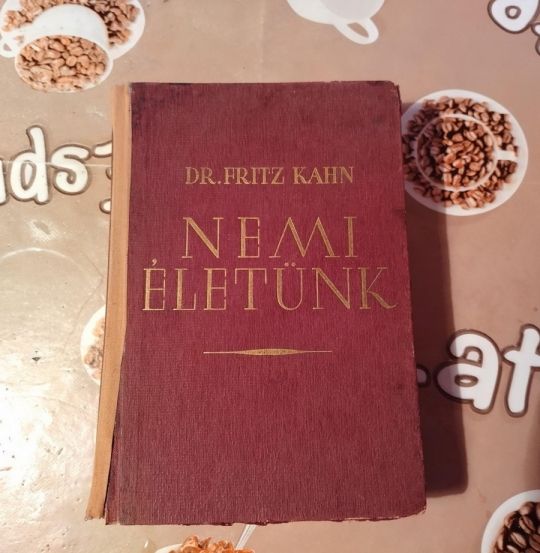 DR. FRITZ KAHN
NEMI
ÉLETÜNK